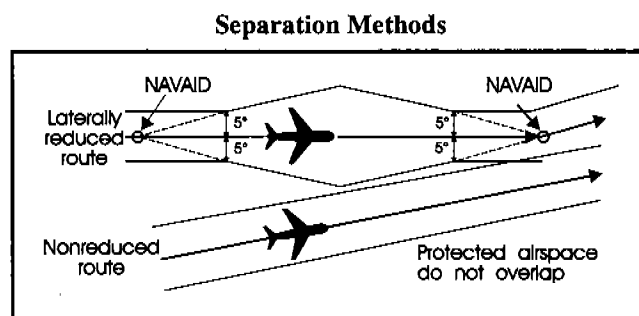 Separation Methods
NAVAID
NAVAID
Laterally
reduced
route
5°
5°
5°
5°
Nonreduced
route
Protected airspace
do not overlap